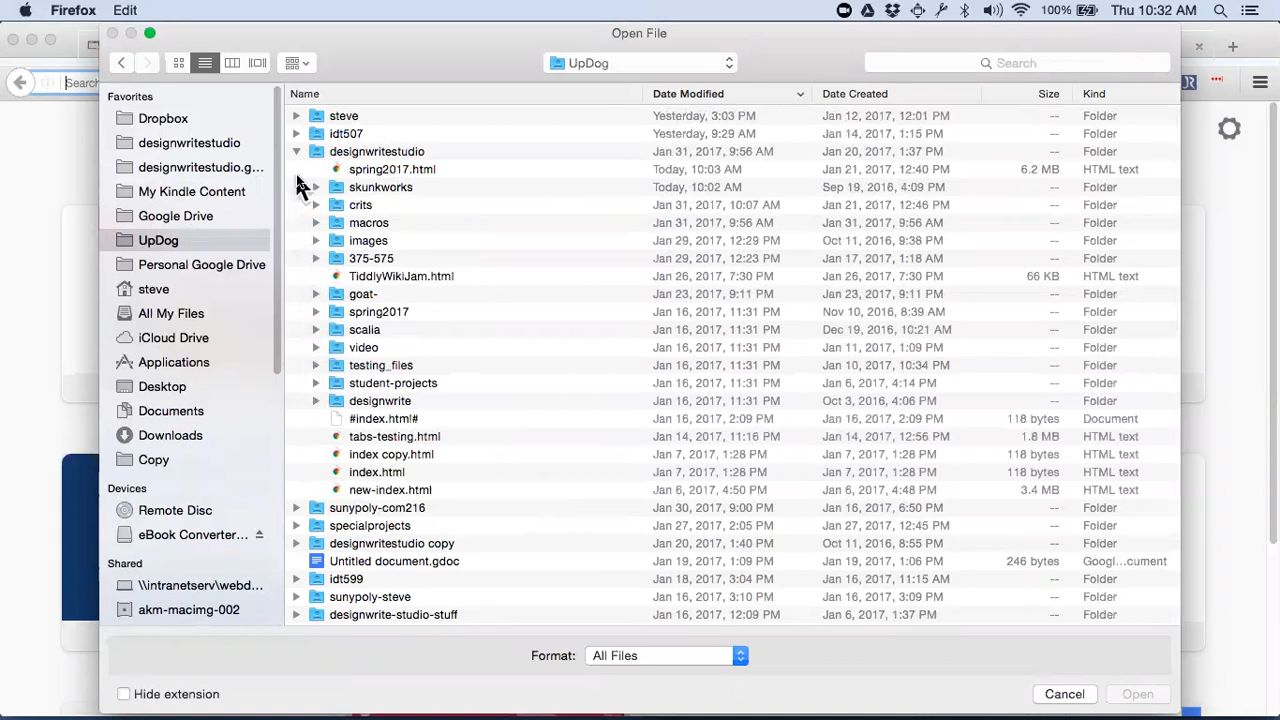 Firefox Edit 100% Thu 10:32 AM
Open File
UpDog Search
Search
Favorites Name Date Modified Date Created Size Kind
Dropbox steve Yesterday, 3:03 PM Jan 12, 2017, 12:01 PM -- Folder
idt507 Yesterday, 9:29 AM Jan 14, 2017, 1:15 PM -- Folder
designwritestudio designwritestudio Jan 31, 2017, 9:56 AM Jan 20, 2017, 1:37 PM -- Folder
designwritestudio.g... spring2017.html Today, 10:03 AM Jan 21, 2017, 12:40 PM 6.2 MB HTML text
My Kindle Content skunkworks Today, 10:02 AM Sep 19, 2016, 4:09 PM -- Folder
Google Drive crits Jan 31, 2017, 10:07 AM Jan 21, 2017, 12:46 PM -- Folder
macros Jan 31, 2017, 9:56 AM Jan 21, 2017, 9:56 AM -- Folder
UpDog images Jan 29, 2017, 12:29 PM Oct 11, 2016, 9:38 PM -- Folder
Personal Google Drive 375-575 Jan 29, 2017, 12:23 PM Jan 17, 2017, 1:18 AM -- Folder
TiddlyWikiJam.html Jan 26, 2017, 7:30 PM Jan 26, 2017, 7:30 PM 66 KB HTML text
steve goat- Jan 23, 2017, 9:11 PM Jan 23, 2017, 9:11 PM -- Folder
All My Files spring2017 Jan 16, 2017, 11:31 PM Nov 10, 2016, 8:39 AM -- Folder
iCloud Drive scalia Jan 16, 2017, 11:31 PM Dec 19, 2016, 10:21 AM -- Folder
video Jan 16, 2017, 11:31 PM Jan 11, 2017, 1:09 PM -- Folder
Applications testing_files Jan 16, 2017, 11:31 PM Jan 10, 2017, 10:34 PM -- Folder
Desktop student-projects Jan 16, 2017, 11:31 PM Jan 6, 2017, 4:14 PM -- Folder
Documents designwrite Jan 16, 2017, 11:31 PM Oct 3, 2016, 4:06 PM -- Folder
#index.html# Jan 16, 2017, 2:09 PM Jan 16, 2017, 2:09 PM 118 bytes Document
Downloads tabs-testing.html Jan 14, 2017, 11:16 PM Jan 14, 2017, 12:56 PM 1.8 MB HTML text
Copy index copy.html Jan 7, 2017, 1:28 PM Jan 7, 2017, 1:28 PM 118 bytes HTML text
index.html Jan 7, 2017, 1:28 PM Jan 7, 2017, 1:28 PM 118 bytes HTML text
Devices new-index.html Jan 6, 2017, 4:50 PM Jan 6, 2017, 4:48 PM 3.4 MB HTML text
Remote Disc sunypoly-com216 Jan 30, 2017, 9:00 PM Jan 16, 2017, 6:50 PM -- Folder
specialprojects Jan 27, 2017, 2:05 PM Jan 27, 2017, 12:45 PM -- Folder
eBook Converter... designwritestudio copy Jan 20, 2017, 1:40 PM Oct 11, 2016, 8:55 PM -- Folder
Shared Untitled document.gdoc Jan 19, 2017, 1:09 PM Jan 19, 2017, 1:06 PM 246 bytes Googl...cument
\\intranetserv\webd... idt599 Jan 18, 2017, 3:04 PM Jan 16, 2017, 11:15 AM -- Folder
sunypoly-steve Jan 16, 2017, 3:10 PM Jan 16, 2017, 3:09 PM -- Folder
akm-macimg-002 designwrite-studio-stuff Jan 16, 2017, 12:09 PM Jan 6, 2017, 1:37 PM -- Folder
Format: All Files
Hide extension Cancel Open